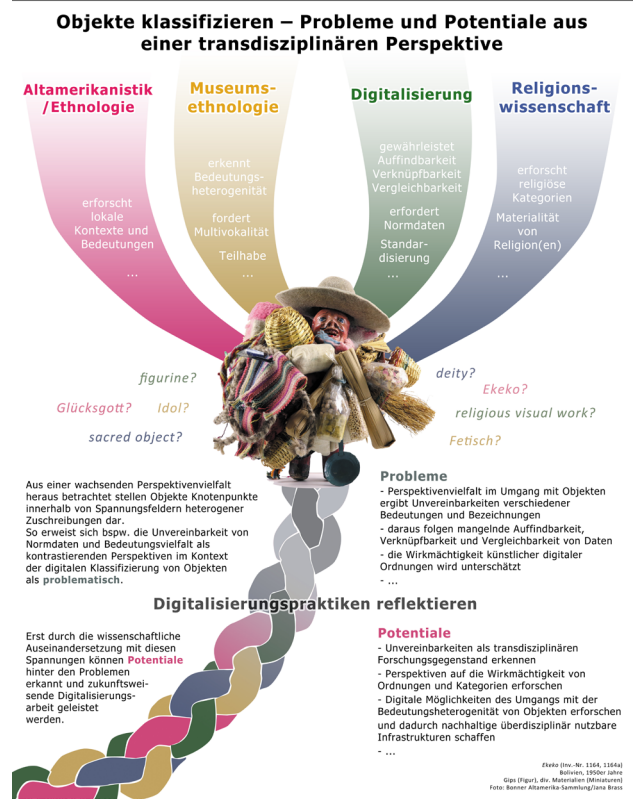 Objekte klassifizieren – Probleme und Potentiale aus
einer transdisziplinären Perspektive
Altamerikanistik
/Ethnologie
erforscht
lokale
Kontexte und
Bedeutungen
...
Museums-
ethnologie
erkennt
Bedeutungs-
heterogenität
fordert
Multivokalität
Teilhabe
...
Digitalisierung
gewährleistet
Auffindbarkeit
Verknüpfbarkeit
Vergleichbarkeit
erfordert
Normdaten
Standar-
disierung
...
Religions-
wissenschaft
erforscht
religiöse
Kategorien
Materialität
von
Religion(en)
...
figurine?
Glücksgott?
Idol?
sacred object?
deity?
Ekeko?
religious visual work?
Fetisch?
Aus einer wachsenden Perspektivenvielfalt
heraus betrachtet stellen Objekte Knotenpunkte
innerhalb von Spannungsfeldern heterogener
Zuschreibungen dar.
So erweist sich bspw. die Unvereinbarkeit von
Normdaten und Bedeutungsvielfalt als
kontrastierenden Perspektiven im Kontext
der digitalen Klassifizierung von Objekten
als problematisch.
Probleme
- Perspektivenvielfalt im Umgang mit Objekten
ergibt Unvereinbarkeiten verschiedener
Bedeutungen und Bezeichnungen
- daraus folgen mangelnde Auffindbarkeit,
Verknüpfbarkeit und Vergleichbarkeit von Daten
- die Wirkmächtigkeit künstlicher digitaler
Ordnungen wird unterschätzt
- ...
Digitalisierungspraktiken reflektieren
Erst durch die wissenschaftliche
Auseinandersetzung mit diesen
Spannungen können Potentiale
hinter den Problemen
erkannt und zukunftswei-
sende Digitalisierungs-
arbeit geleistet
werden.
Potentiale
- Unvereinbarkeiten als transdisziplinären
Forschungsgegenstand erkennen
- Perspektiven auf die Wirkmächtigkeit von
Ordnungen und Kategorien erforschen
- Digitale Möglichkeiten des Umgangs mit der
Bedeutungsheterogenität von Objekten erforschen
und dadurch nachhaltige überdisziplinär nutzbare
Infrastrukturen schaffen
- ...
Ekeko (Inv.-Nr. 1164, 1164a)
Bolivien, 1950er Jahre
Gips (Figur), div. Materialien (Miniaturen)
Foto: Bonner Altamerika-Sammlung/Jana Brass